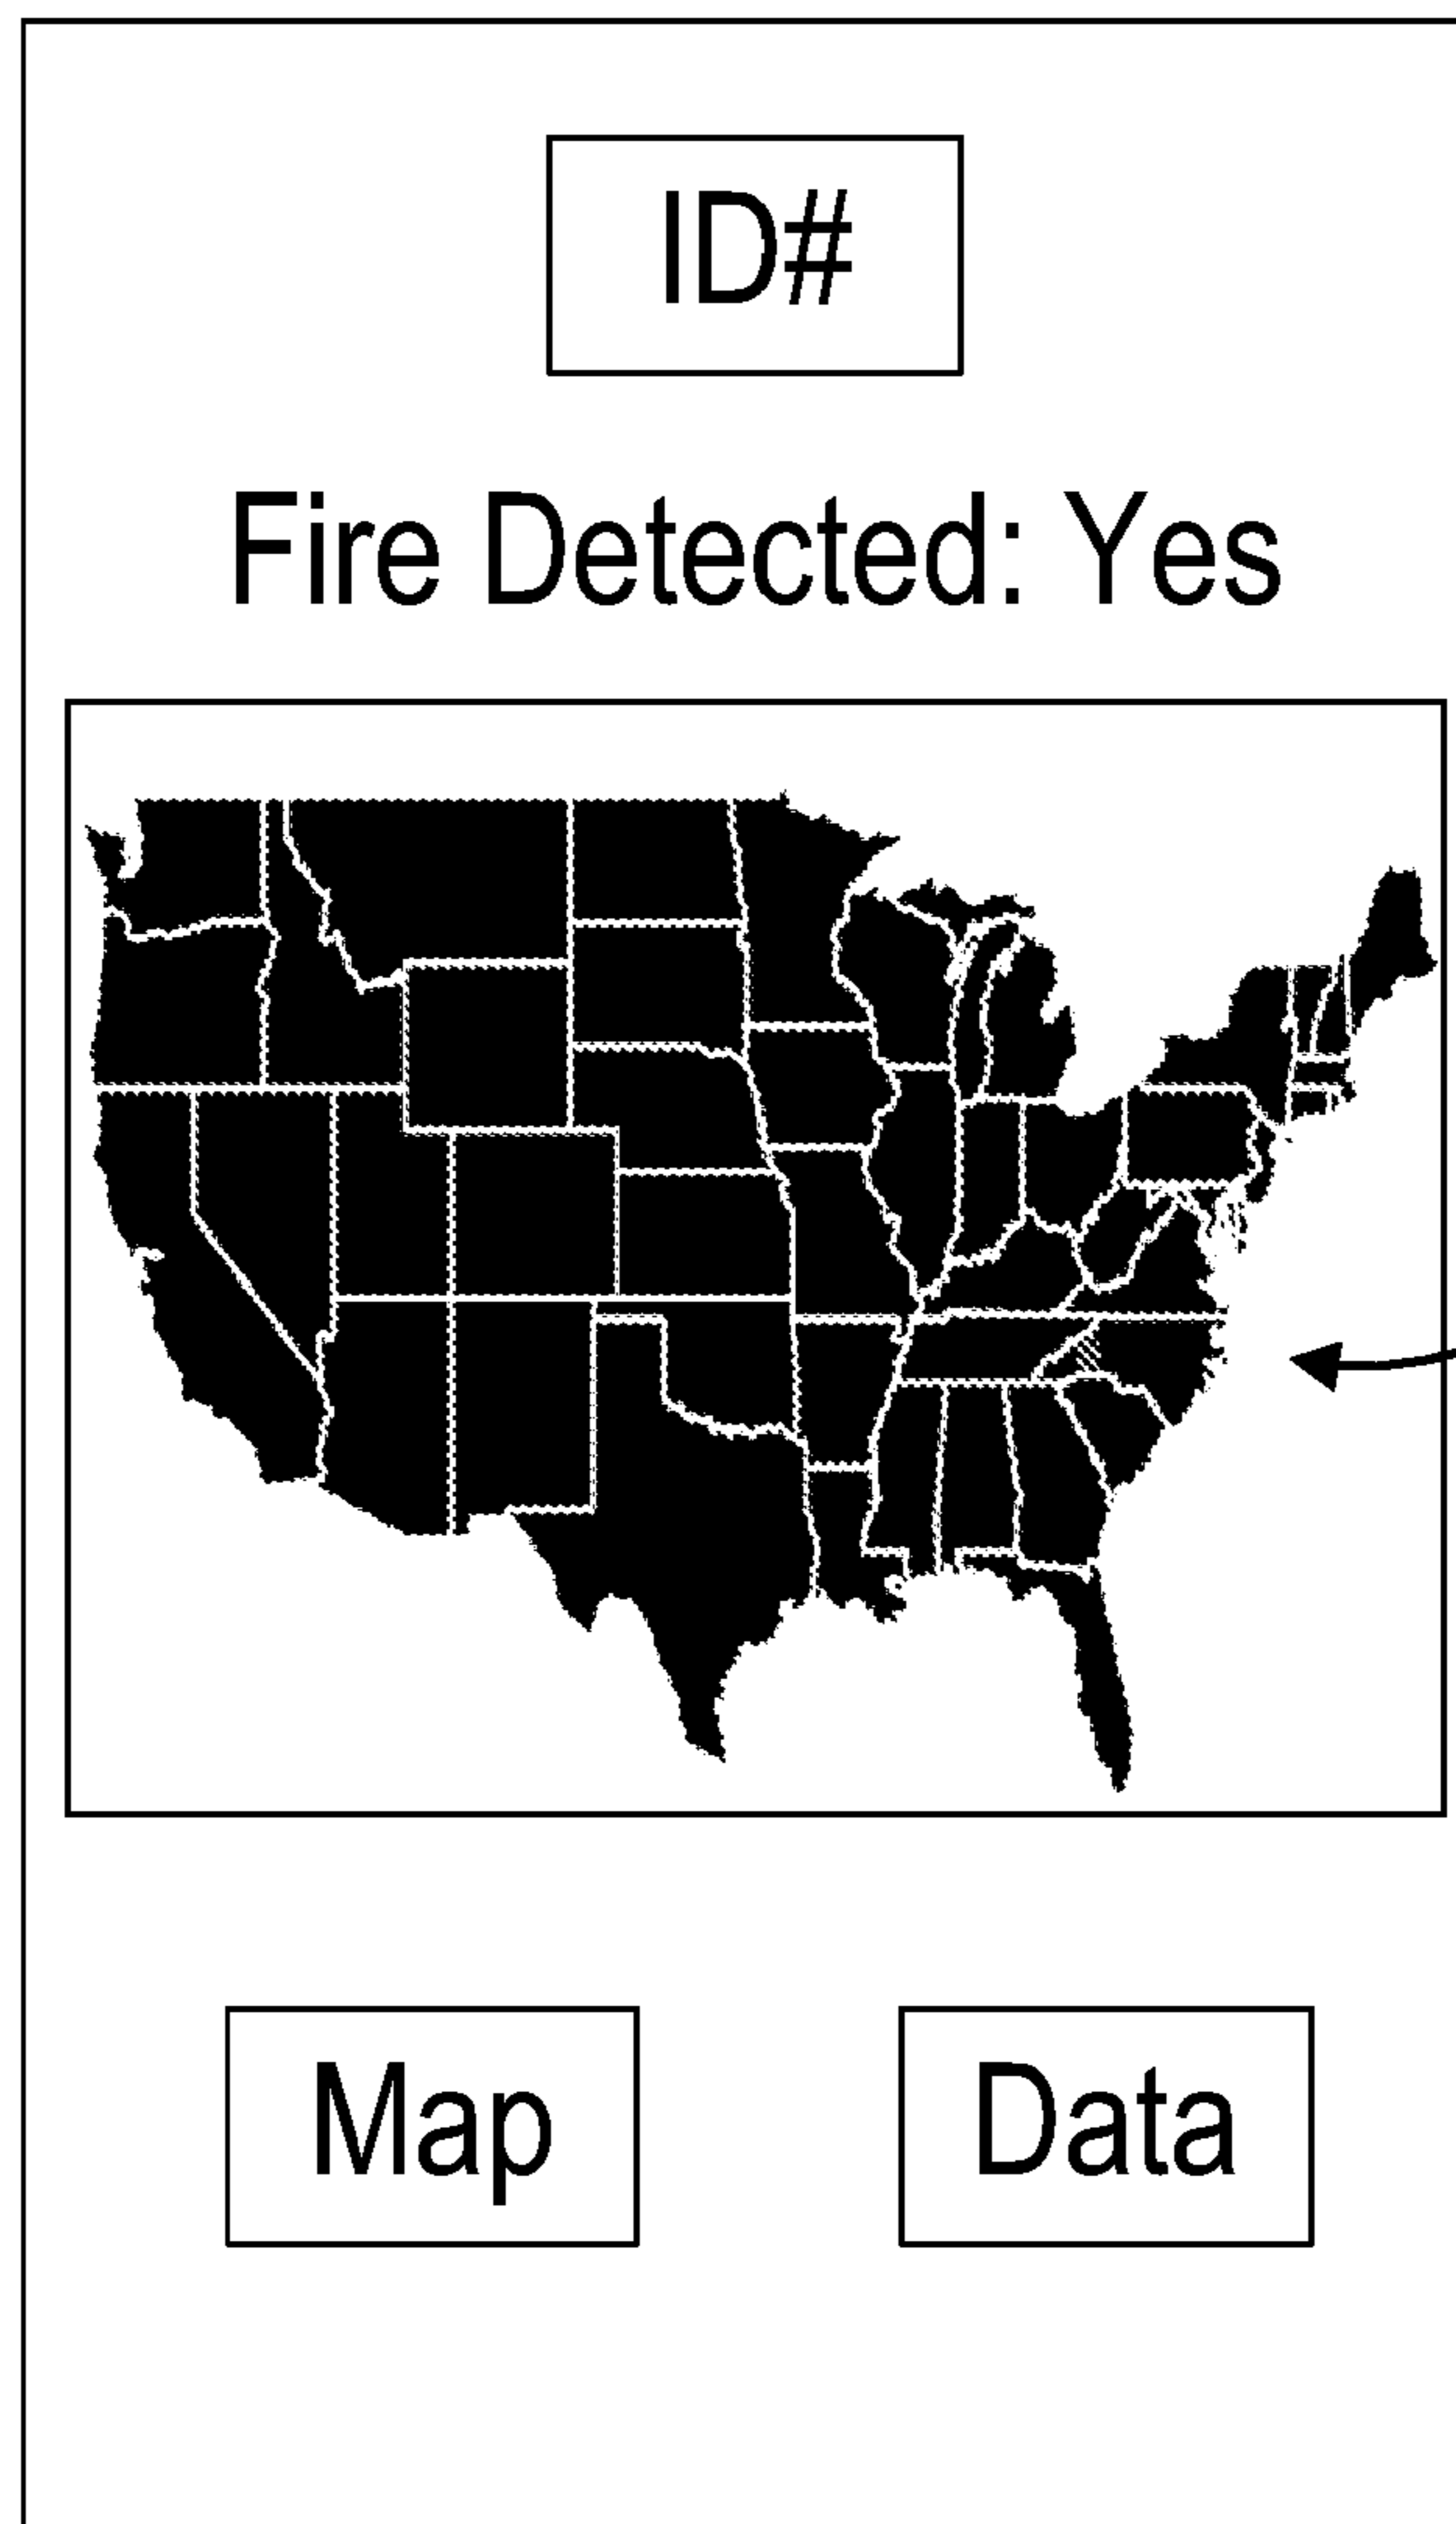 ID#
Fire Detected: Yes
Map Data